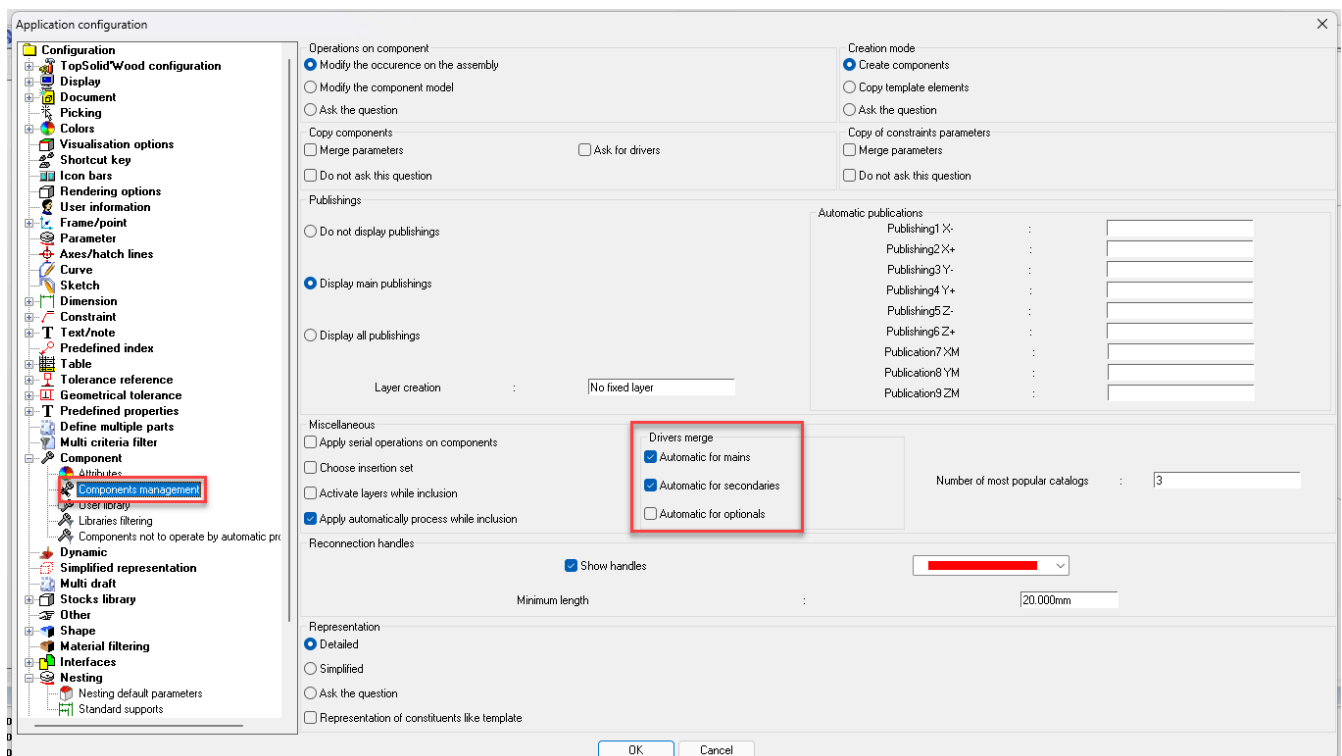 Application configuration
Configuration
TopSolid'Wood configuration
Display
Document
Picking
Colors
Visualisation options
Shortcut key
Icon bars
Rendering options
User information
Frame/point
Parameter
Axes/hatch lines
Curve
Sketch
Dimension
Constraint
Text/note
Predefined index
Table
Tolerance reference
Geometrical tolerance
Predefined properties
Define multiple parts
Multi criteria filter
Component
Attributes
Components management
User library
Libraries filtering
Components not to operate by automatic pro
Dynamic
Simplified representation
Multi draft
Stocks library
Other
Shape
Material filtering
Interfaces
Nesting
Nesting default parameters
Standard supports
Operations on component
Modify the occurence on the assembly
Modify the component model
Ask the question
Creation mode
Create components
Copy template elements
Ask the question
Copy components
Merge parameters
Ask for drivers
Do not ask this question
Copy of constraints parameters
Merge parameters
Do not ask this question
Publishings
Do not display publishings
Display main publishings
Display all publishings
Layer creation : No fixed layer
Automatic publications
Publishing1 X- :
Publishing2 X+ :
Publishing3 Y- :
Publishing4 Y+ :
Publishing5 Z- :
Publishing6 Z+ :
Publication7 XM :
Publication8 YM :
Publication9 ZM :
Miscellaneous
Apply serial operations on components
Choose insertion set
Activate layers while inclusion
Apply automatically process while inclusion
Drivers merge
Automatic for mains
Automatic for secondaries
Automatic for optionals
Number of most popular catalogs : 3
Reconnection handles
Show handles
Minimum length : 20.000mm
Representation
Detailed
Simplified
Ask the question
Representation of constituents like template
OK
Cancel